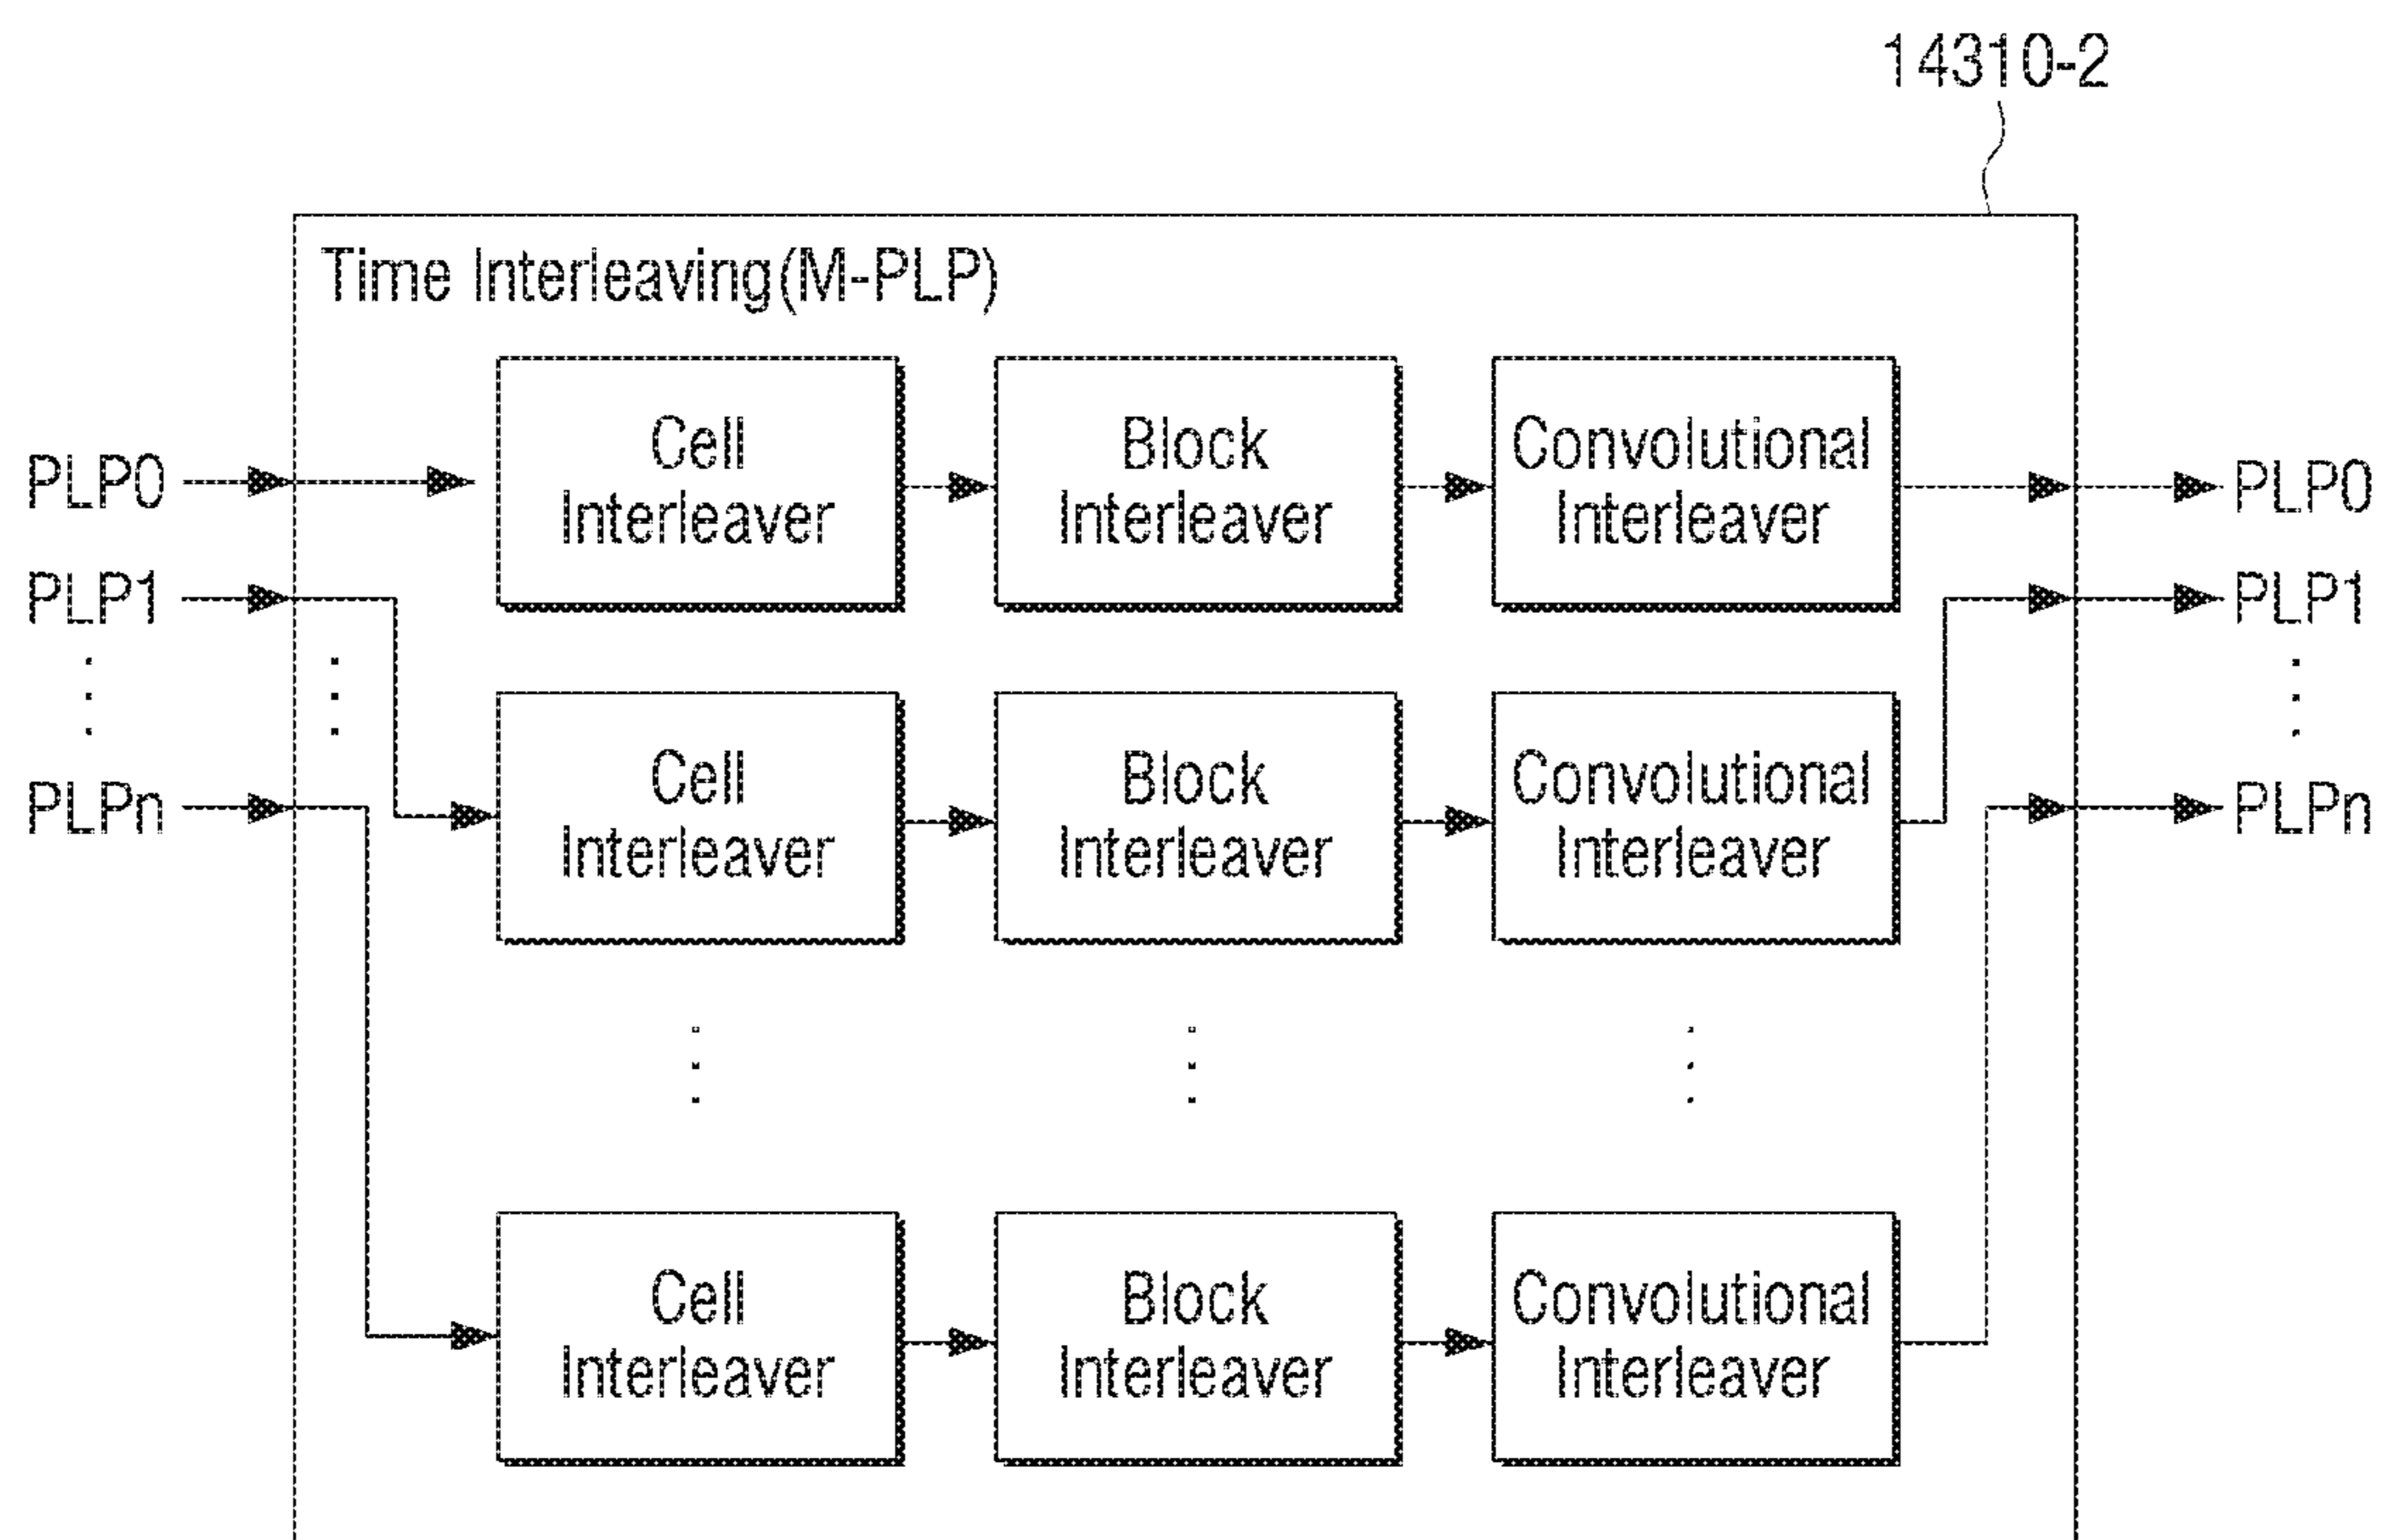 14310-2
Time Interleaving(M-PLP)
Cell
Interleaver
Block
Interleaver
Convolutional
Interleaver
PLP0
PLP0
PLP1
PLP1
Cell
Interleaver
Block
Interleaver
Convolutional
Interleaver
PLPn
PLPn
Cell
Interleaver
Block
Interleaver
Convolutional
Interleaver